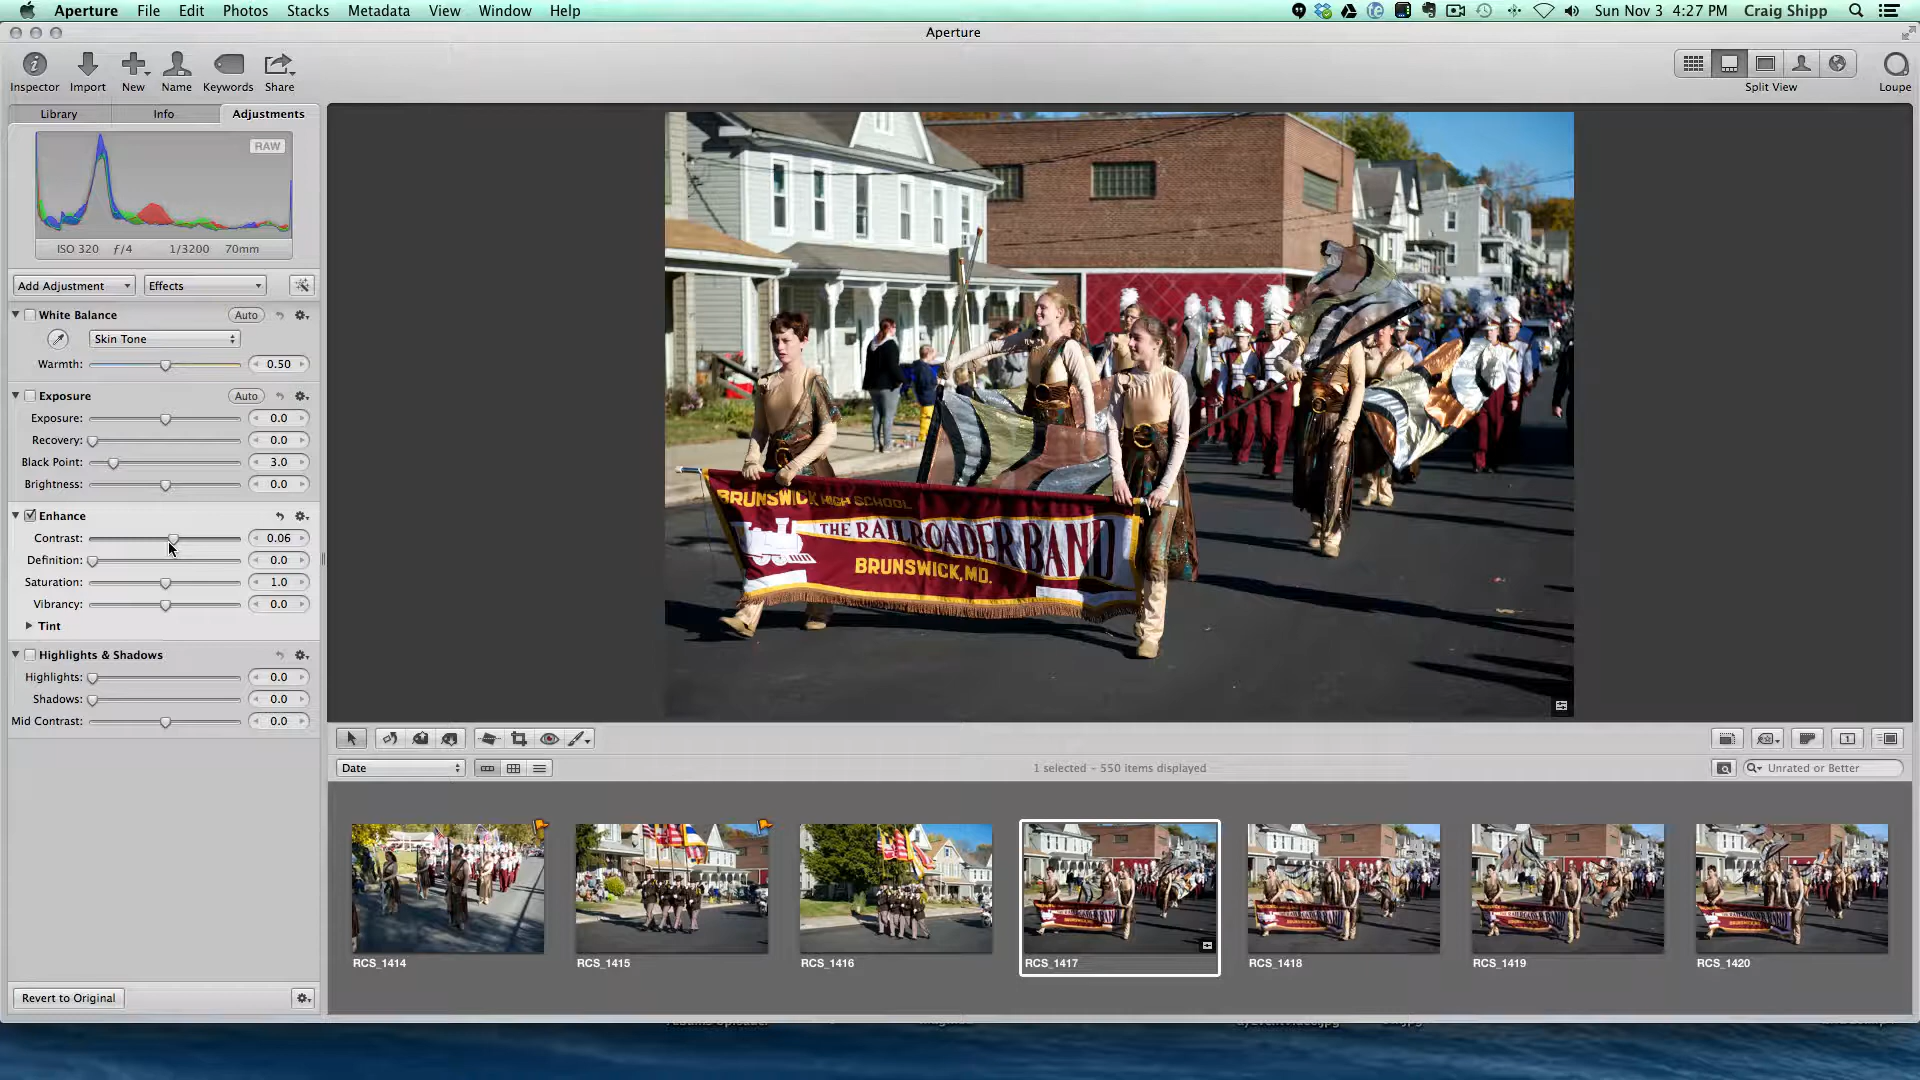 Aperture File Edit Photos Stacks Metadata View Window Help Sun Nov 3 4:27 PM Craig Shipp
Aperture
Inspector Import New Name Keywords Share Split View Loupe
Library Info Adjustments
RAW
ISO 320 ƒ/4 1/3200 70mm
Add Adjustment Effects
White Balance Auto
Skin Tone
Warmth: 0.50
Exposure Auto
Exposure: 0.0
Recovery: 0.0
Black Point: 3.0
Brightness: 0.0
Enhance
Contrast: 0.06
Definition: 0.0
Saturation: 1.0
Vibrancy: 0.0
Tint
Highlights & Shadows
Highlights: 0.0
Shadows: 0.0
Mid Contrast: 0.0
Revert to Original
BRUNSWICK HIGH SCHOOL
THE RAILROADER BAND
BRUNSWICK, MD.
Date 1 selected – 550 items displayed Unrated or Better
RCS_1414 RCS_1415 RCS_1416 RCS_1417 RCS_1418 RCS_1419 RCS_1420